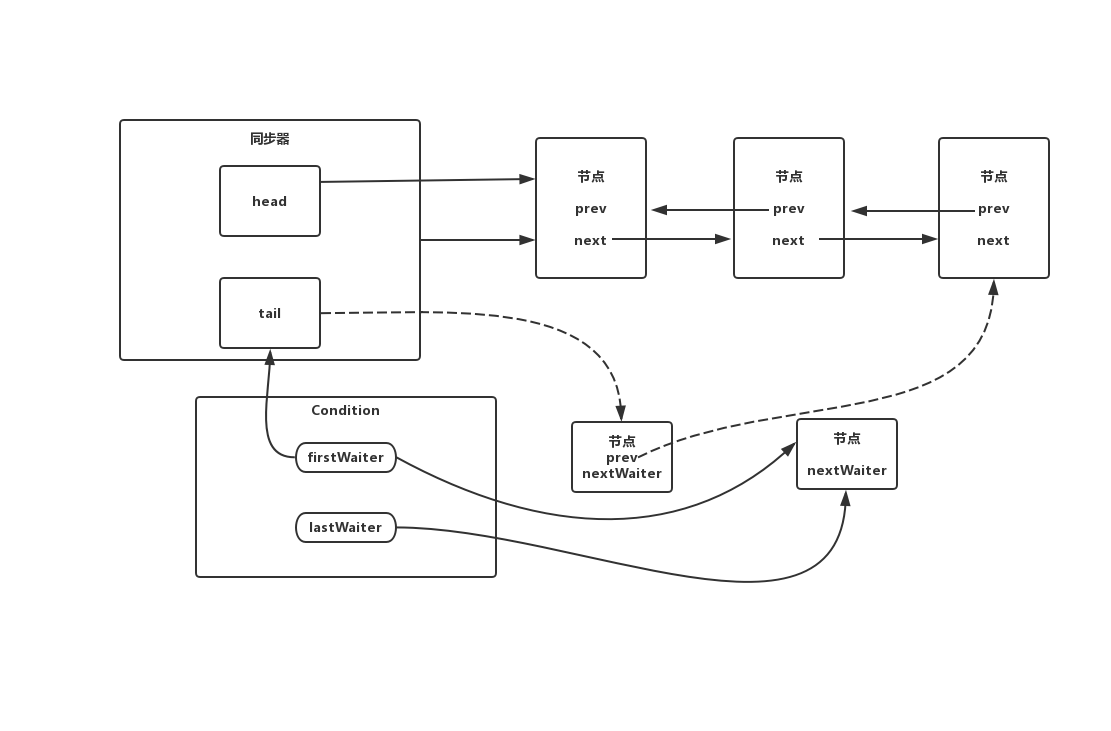 同步器
head
tail
节点
prev
next
节点
prev
next
节点
prev
next
Condition
firstWaiter
lastWaiter
节点
prev
nextWaiter
节点
nextWaiter